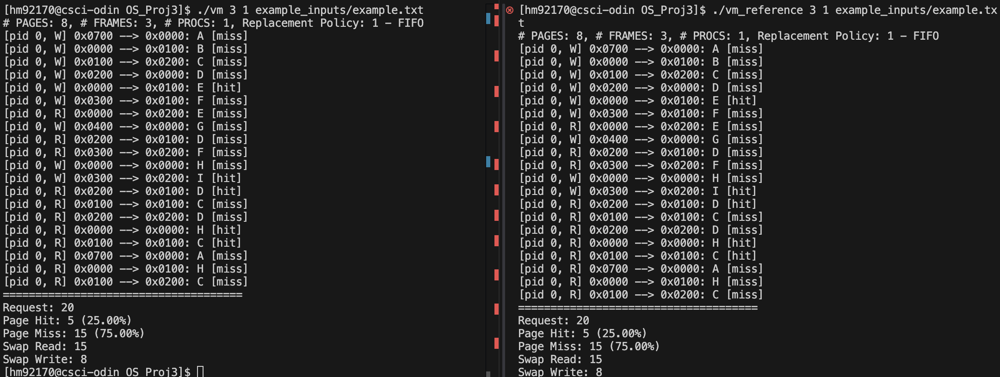 [hm92170@csci-odin OS_Proj3]$ ./vm 3 1 example_inputs/example.txt
# PAGES: 8, # FRAMES: 3, # PROCS: 1, Replacement Policy: 1 - FIFO
[pid 0, W] 0x0700 --> 0x0000: A [miss]
[pid 0, W] 0x0000 --> 0x0100: B [miss]
[pid 0, W] 0x0100 --> 0x0200: C [miss]
[pid 0, W] 0x0200 --> 0x0000: D [miss]
[pid 0, W] 0x0000 --> 0x0100: E [hit]
[pid 0, W] 0x0300 --> 0x0100: F [miss]
[pid 0, R] 0x0000 --> 0x0200: E [miss]
[pid 0, W] 0x0400 --> 0x0000: G [miss]
[pid 0, R] 0x0200 --> 0x0100: D [miss]
[pid 0, R] 0x0300 --> 0x0200: F [miss]
[pid 0, W] 0x0000 --> 0x0000: H [miss]
[pid 0, W] 0x0300 --> 0x0200: I [hit]
[pid 0, R] 0x0200 --> 0x0100: D [hit]
[pid 0, R] 0x0100 --> 0x0100: C [miss]
[pid 0, R] 0x0200 --> 0x0200: D [miss]
[pid 0, R] 0x0000 --> 0x0000: H [hit]
[pid 0, R] 0x0100 --> 0x0100: C [hit]
[pid 0, R] 0x0700 --> 0x0000: A [miss]
[pid 0, R] 0x0000 --> 0x0100: H [miss]
[pid 0, R] 0x0100 --> 0x0200: C [miss]
=====================================
Request: 20
Page Hit: 5 (25.00%)
Page Miss: 15 (75.00%)
Swap Read: 15
Swap Write: 8
[hm92170@csci-odin OS_Proj3]$
[hm92170@csci-odin OS_Proj3]$ ./vm_reference 3 1 example_inputs/example.tx
t
# PAGES: 8, # FRAMES: 3, # PROCS: 1, Replacement Policy: 1 - FIFO
[pid 0, W] 0x0700 --> 0x0000: A [miss]
[pid 0, W] 0x0000 --> 0x0100: B [miss]
[pid 0, W] 0x0100 --> 0x0200: C [miss]
[pid 0, W] 0x0200 --> 0x0000: D [miss]
[pid 0, W] 0x0000 --> 0x0100: E [hit]
[pid 0, W] 0x0300 --> 0x0100: F [miss]
[pid 0, R] 0x0000 --> 0x0200: E [miss]
[pid 0, W] 0x0400 --> 0x0000: G [miss]
[pid 0, R] 0x0200 --> 0x0100: D [miss]
[pid 0, R] 0x0300 --> 0x0200: F [miss]
[pid 0, W] 0x0000 --> 0x0000: H [miss]
[pid 0, W] 0x0300 --> 0x0200: I [hit]
[pid 0, R] 0x0200 --> 0x0100: D [hit]
[pid 0, R] 0x0100 --> 0x0100: C [miss]
[pid 0, R] 0x0200 --> 0x0200: D [miss]
[pid 0, R] 0x0000 --> 0x0000: H [hit]
[pid 0, R] 0x0100 --> 0x0100: C [hit]
[pid 0, R] 0x0700 --> 0x0000: A [miss]
[pid 0, R] 0x0000 --> 0x0100: H [miss]
[pid 0, R] 0x0100 --> 0x0200: C [miss]
=====================================
Request: 20
Page Hit: 5 (25.00%)
Page Miss: 15 (75.00%)
Swap Read: 15
Swap Write: 8